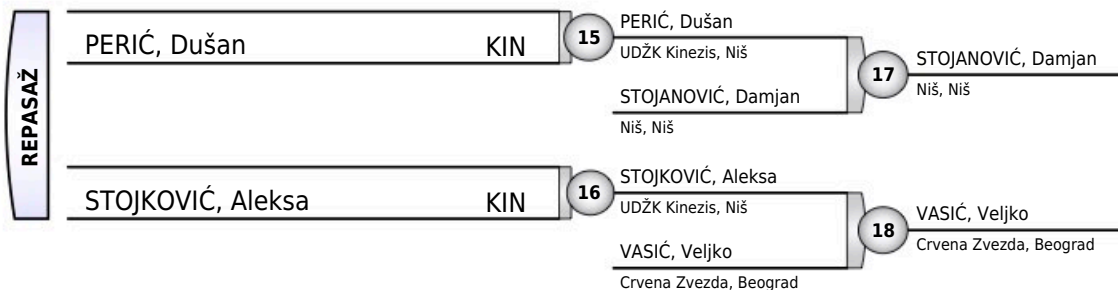 REPASAŽ
PERIĆ, Dušan KIN
15
PERIĆ, Dušan
UDŽK Kinezis, Niš
STOJANOVIĆ, Damjan
Niš, Niš
17
STOJANOVIĆ, Damjan
Niš, Niš
STOJKOVIĆ, Aleksa KIN
16
STOJKOVIĆ, Aleksa
UDŽK Kinezis, Niš
VASIĆ, Veljko
Crvena Zvezda, Beograd
18
VASIĆ, Veljko
Crvena Zvezda, Beograd